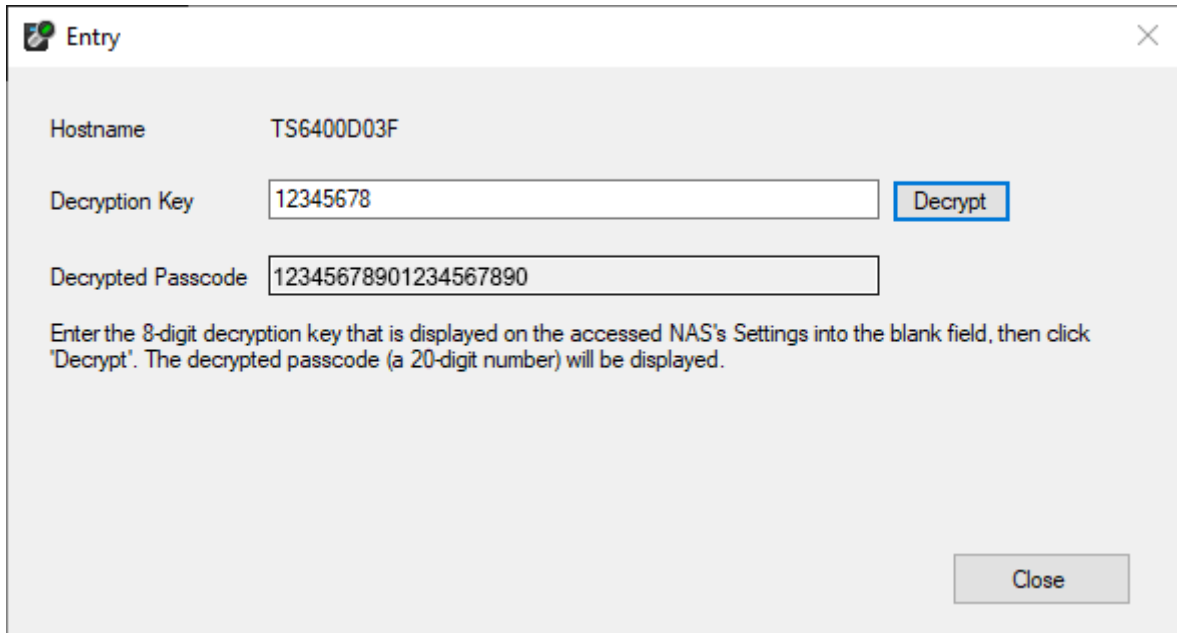 Entry
Hostname TS6400D03F
Decryption Key 12345678 Decrypt
Decrypted Passcode 12345678901234567890
Enter the 8-digit decryption key that is displayed on the accessed NAS's Settings into the blank field, then click
'Decrypt'. The decrypted passcode (a 20-digit number) will be displayed.
Close